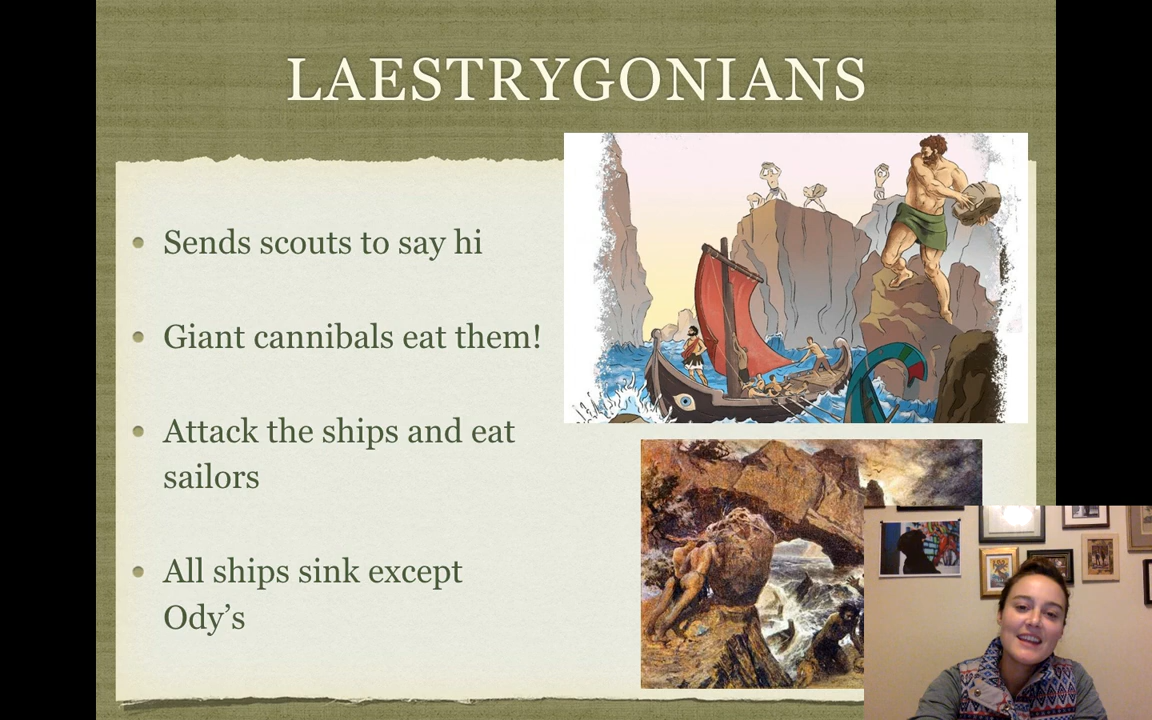 LAESTRYGONIANS
• Sends scouts to say hi
• Giant cannibals eat them!
• Attack the ships and eat
sailors
• All ships sink except
Ody’s